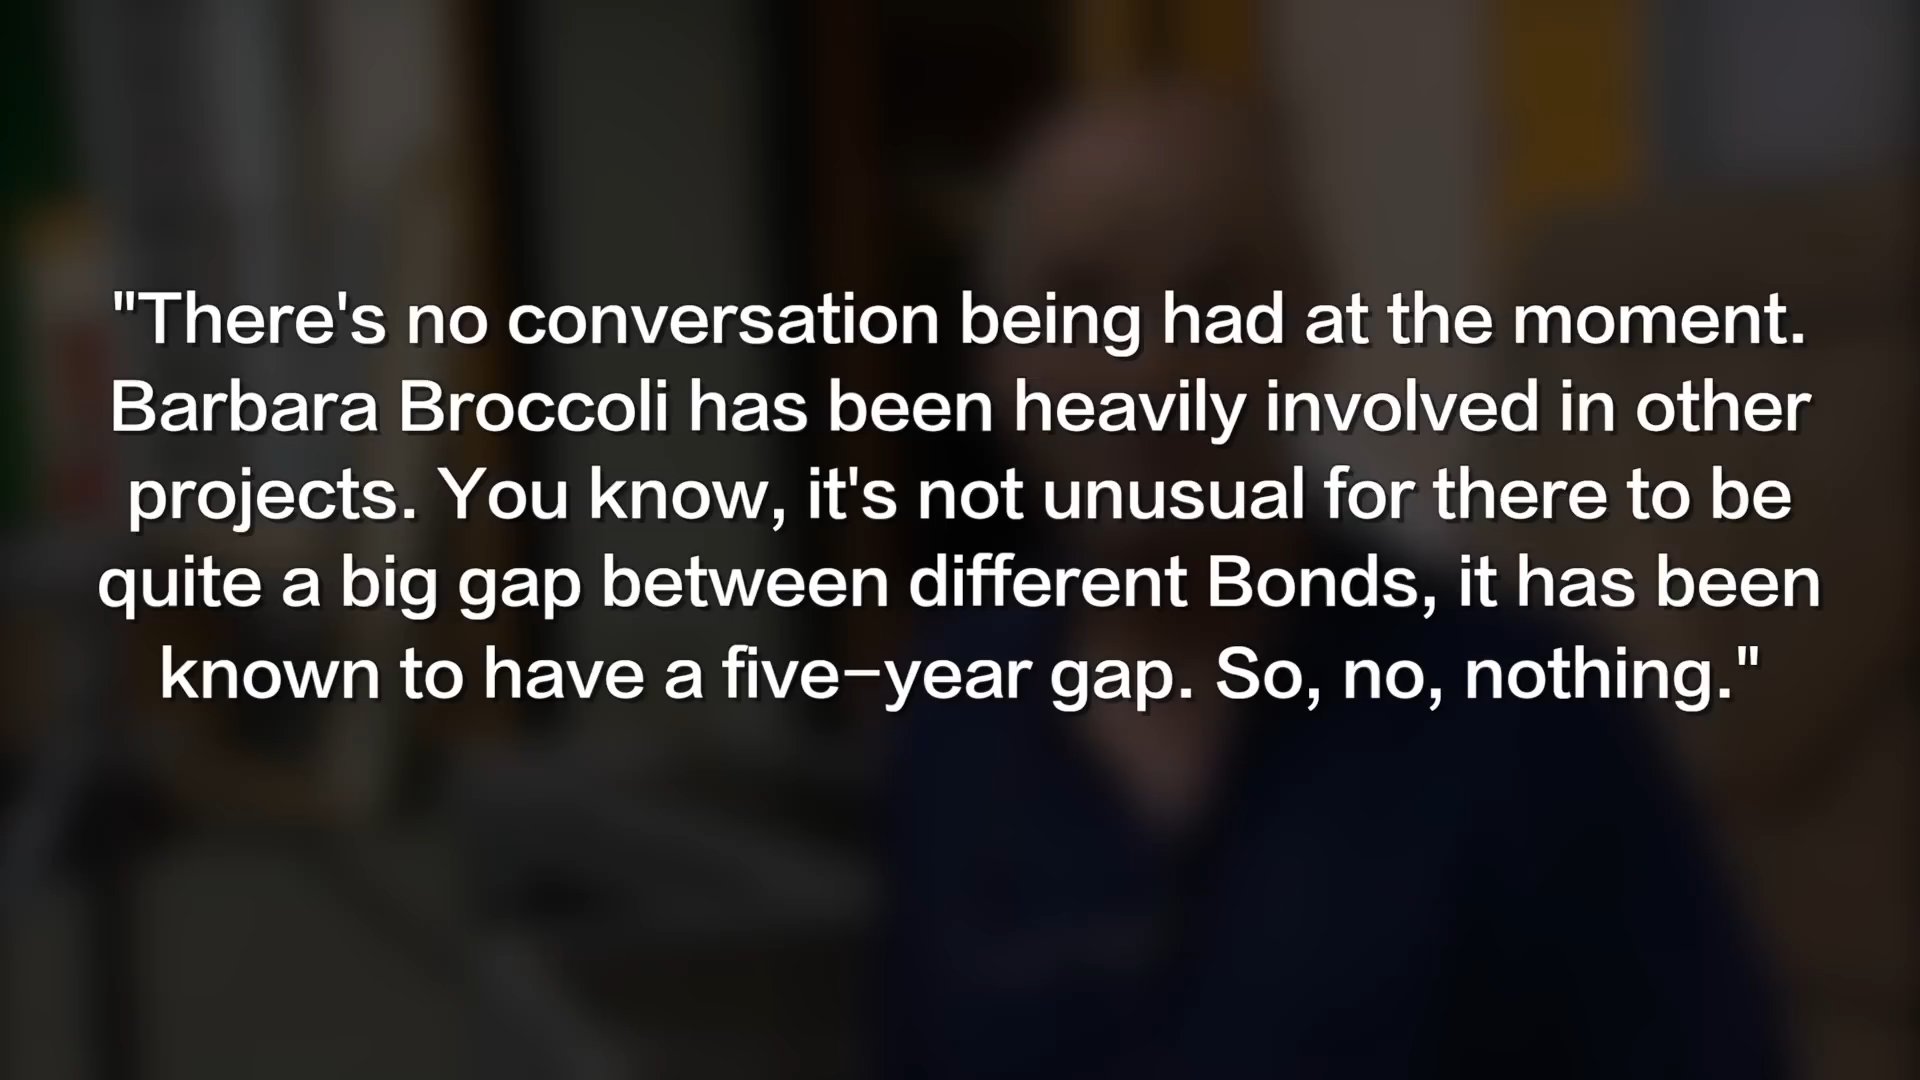 "There's no conversation being had at the moment.
Barbara Broccoli has been heavily involved in other
projects. You know, it's not unusual for there to be
quite a big gap between different Bonds, it has been
known to have a five-year gap. So, no, nothing."